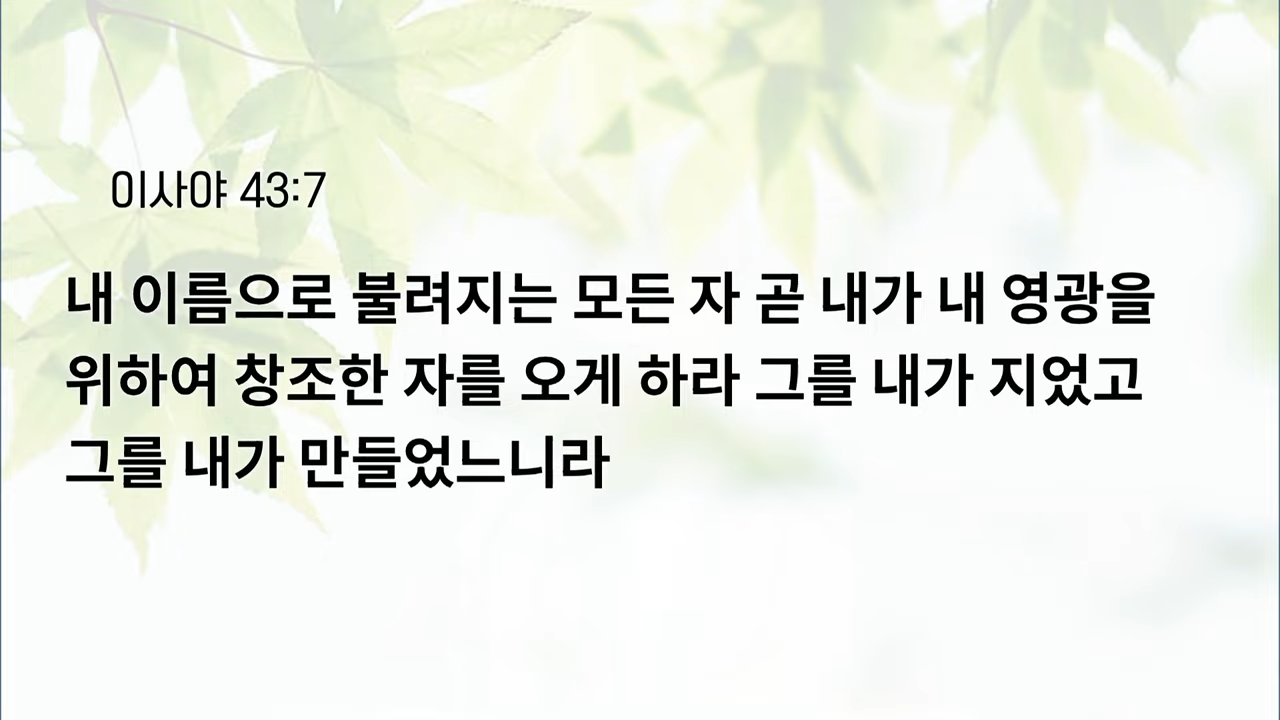 이사야 43:7
내 이름으로 불려지는 모든 자 곧 내가 내 영광을
위하여 창조한 자를 오게 하라 그를 내가 지었고
그를 내가 만들었느니라